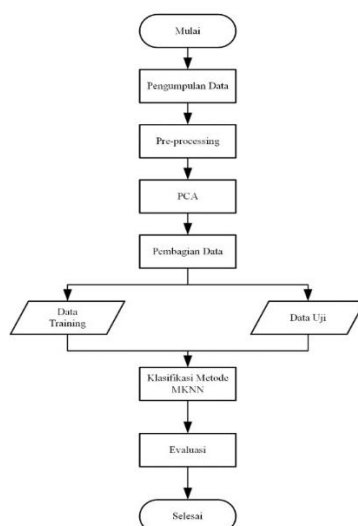 Mulai
Pengumpulan Data
Pre-processing
PCA
Pembagian Data
Data
Training
Data Uji
Klasifikasi Metode
MKNN
Evaluasi
Selesai